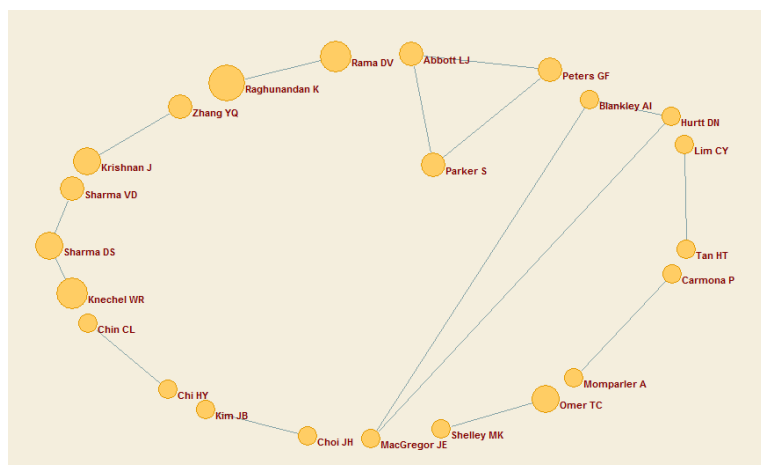 Abbott LJ
Rama DV
Peters GF
Raghunandan K
Blankley AI
Zhang YQ
Hurtt DN
Lim CY
Krishnan J
Parker S
Sharma VD
Sharma DS
Tan HT
Carmona P
Knechel WR
Chin CL
Momparler A
Chi HY
Omer TC
Kim JB
Shelley MK
Choi JH
MacGregor JE